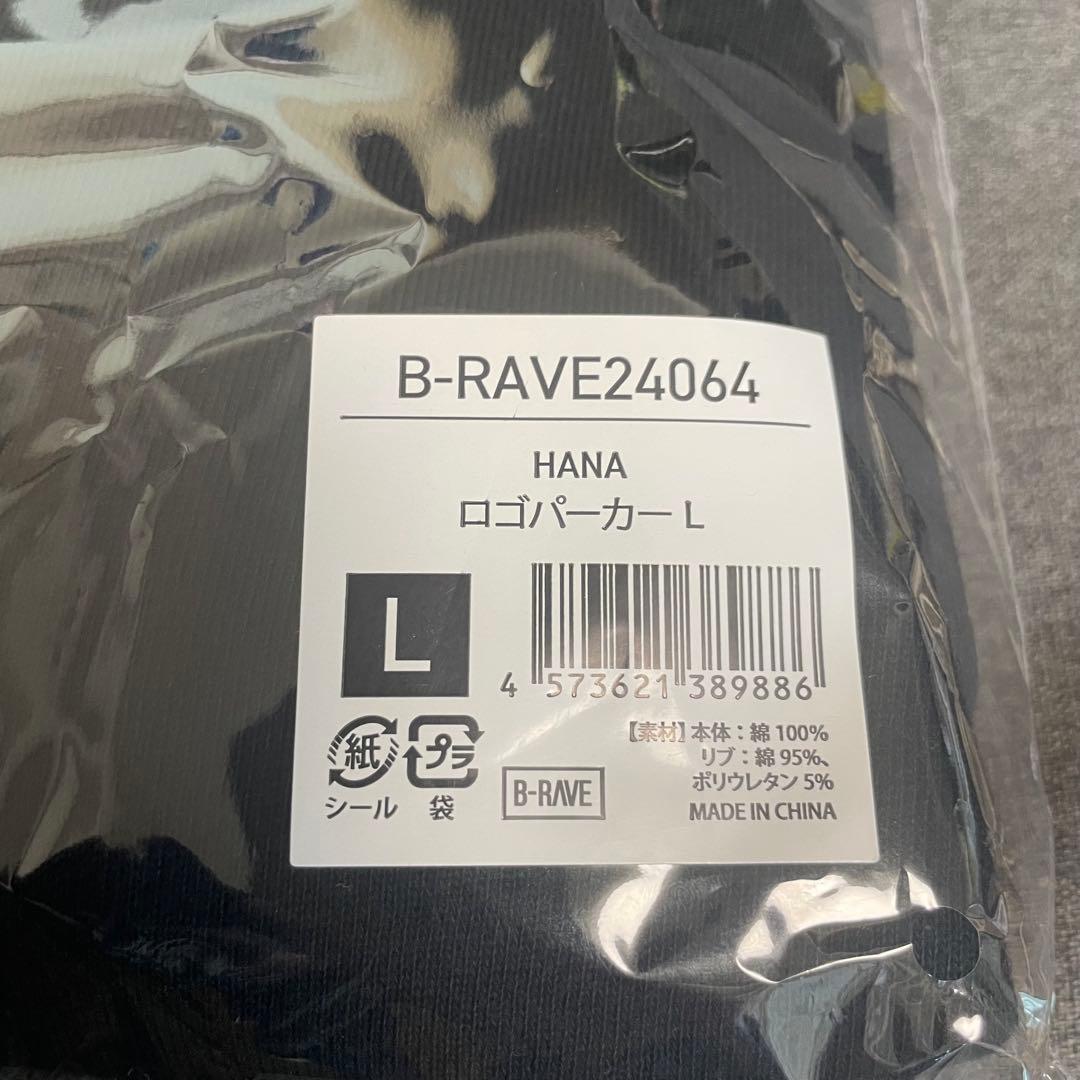 B-RAVE24064
HANA
ロゴパーカー L
L
4 573621 389886
紙
シール
プラ
袋
B-RAVE
【素材】本体：綿 100%
リブ：綿 95%、
ポリウレタン 5%
MADE IN CHINA